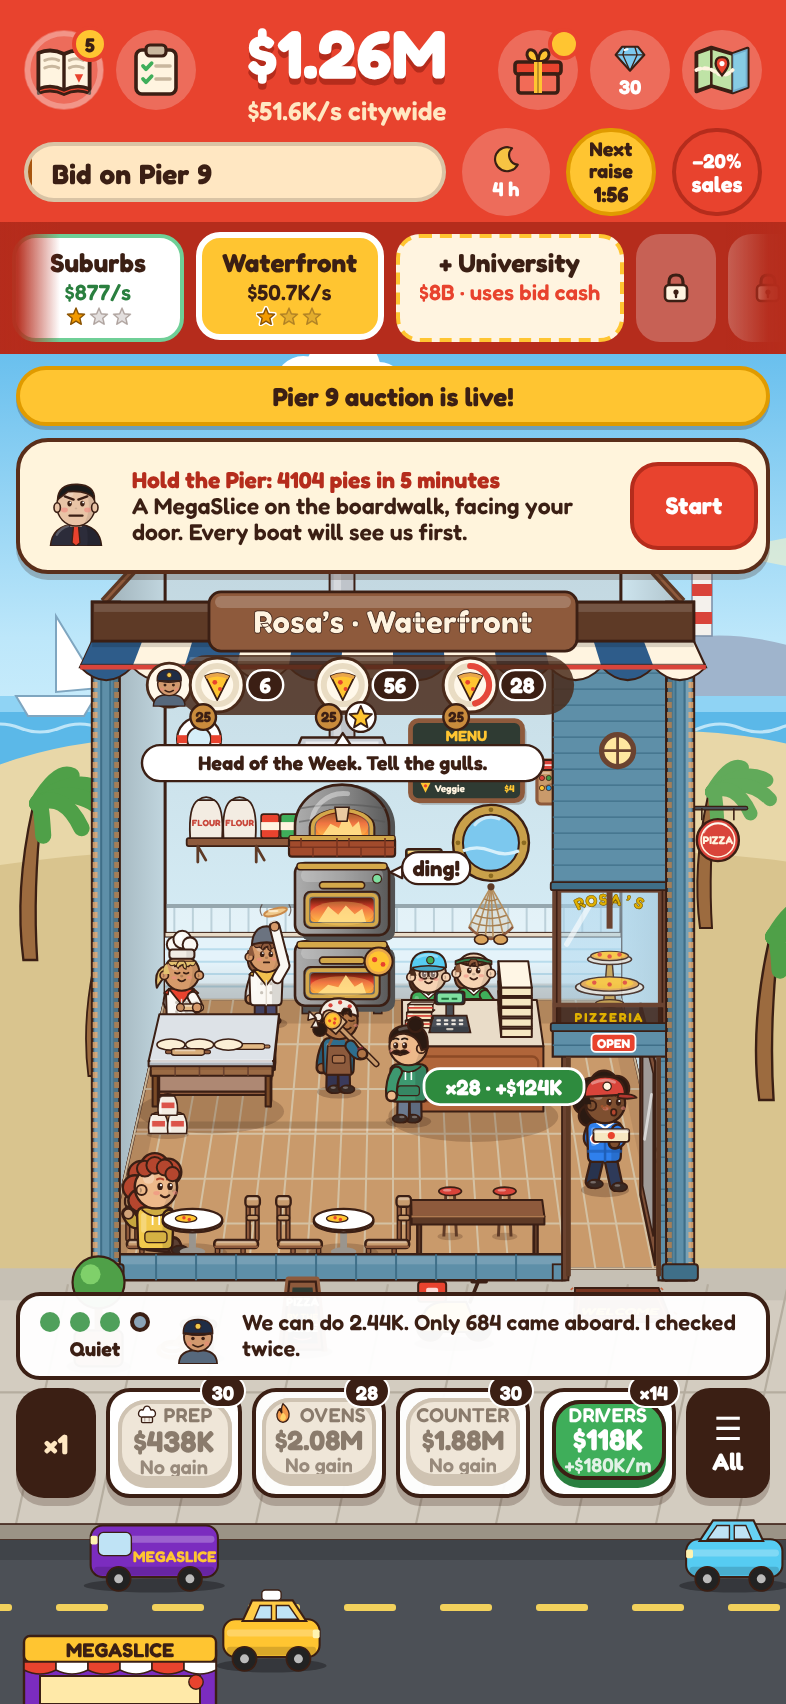 5
$1.26M
$51.6K/s citywide
30
Bid on Pier 9
4 h
Next
raise
1:56
-20%
sales
Suburbs
$877/s
Waterfront
$50.7K/s
+ University
$8B · uses bid cash
Pier 9 auction is live!
Hold the Pier: 4104 pies in 5 minutes
A MegaSlice on the boardwalk, facing your
door. Every boat will see us first.
Start
Rosa's · Waterfront
6
56
28
25
25
25
MENU
Head of the Week. Tell the gulls.
Veggie $4
FLOUR
FLOUR
PIZZA
ding!
ROSA'S
PIZZERIA
OPEN
x28 · +$124K
PIZZA
Quiet
We can do 2.44K. Only 684 came aboard. I checked
twice.
x1
30
PREP
$438K
No gain
28
OVENS
$2.08M
No gain
30
COUNTER
$1.88M
No gain
x14
DRIVERS
$118K
+$180K/m
All
MEGASLICE
MEGASLICE